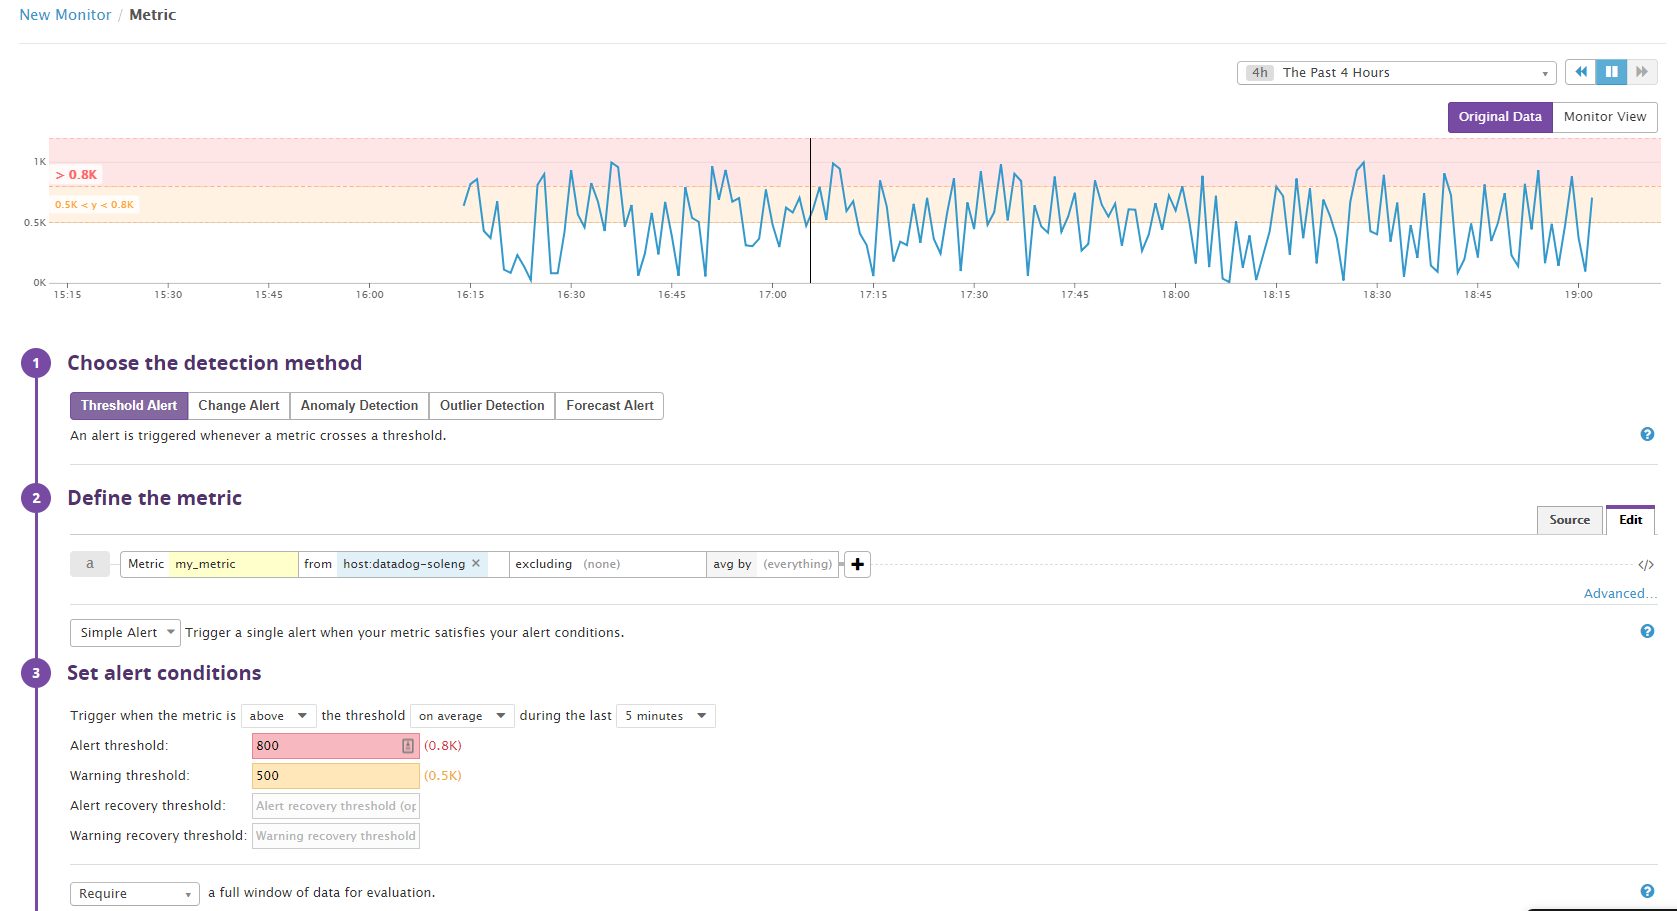 New Monitor / Metric
4h The Past 4 Hours
Original Data Monitor View
1K
> 0.8K
0.5K < y < 0.8K
0.5K
0K
15:15 15:30 15:45 16:00 16:15 16:30 16:45 17:00 17:15 17:30 17:45 18:00 18:15 18:30 18:45 19:00
1 Choose the detection method
Threshold Alert Change Alert Anomaly Detection Outlier Detection Forecast Alert
An alert is triggered whenever a metric crosses a threshold. ?
2 Define the metric
Source Edit
a Metric my_metric from host:datadog-soleng × excluding (none) avg by (everything) + </>
Advanced...
Simple Alert Trigger a single alert when your metric satisfies your alert conditions. ?
3 Set alert conditions
Trigger when the metric is above the threshold on average during the last 5 minutes
Alert threshold: 800 (0.8K)
Warning threshold: 500 (0.5K)
Alert recovery threshold: Alert recovery threshold (op
Warning recovery threshold: Warning recovery threshold
Require a full window of data for evaluation. ?